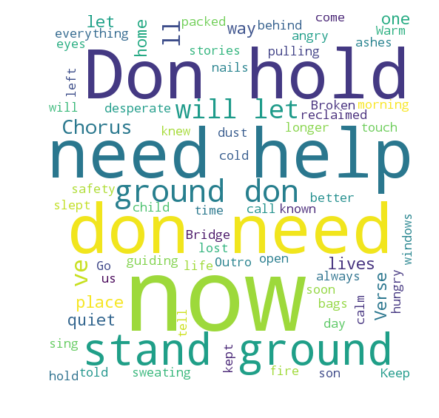 let
packed
come
one
everything
ll
way
behind
angry
Warm
home
eyes
stories
pulling
ashes
left
Don hold
nails
will
desperate
will let
Broken
morning
reclaimed
Chorus
knew
dust
longer
touch
need help
cold
safety
ground don
better
slept
child
time
call
known
don need
Bridge
windows
lost
Outro
open
ve
Go
us
guiding
life
always
lives
now
soon
hungry
place
bags
Verse
calm
quiet
tell
day
sing
stand ground
kept
fire
son
hold
told
sweating
Keep